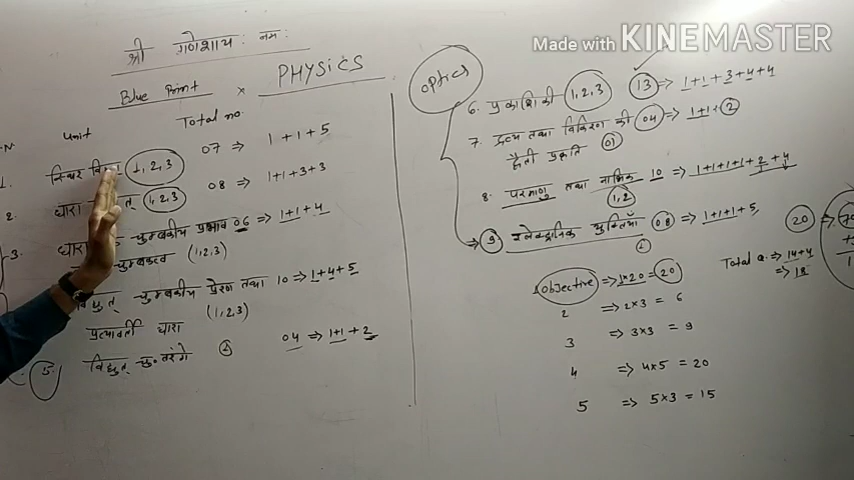 Made with KINEMASTER
श्री गणेशाय: नम:
Blue Print × PHYSICS
N. Unit Total no.
1. स्थिर 1,2,3 07 ⇒ 1+1+5
2. धारा 1,2,3 08 ⇒ 1+1+3+3
3. धारा चुम्बकीय प्रभाव 06 ⇒ 1+1+4
चुम्बकत्व (1,2,3)
विद्युत् चुम्बकीय प्रेरण तथा 10 ⇒ 1+4+5
प्रत्यावर्ती धारा (1,2,3)
5. विद्युत् चु० तरंगे 04 ⇒ 1+1+2
Optics
6. प्रकाशिकी 1,2,3 13 ⇒ 1+1+3+4+4
7. द्रव्य तथा विकिरण की 04 ⇒ 1+1+2
द्वैती प्रकृति
8. परमाणु तथा नाभिक 10 ⇒ 1+1+1+1+2+4
1,2
9. इलेक्ट्रॉनिक युक्तियाँ 08 ⇒ 1+1+1+5
Objective ⇒ 1×20 = 20
2 ⇒ 2×3 = 6
3 ⇒ 3×3 = 9
4 ⇒ 4×5 = 20
5 ⇒ 5×3 = 15
20 ⇒ 70
Total Q. ⇒ 14+4
⇒ 18